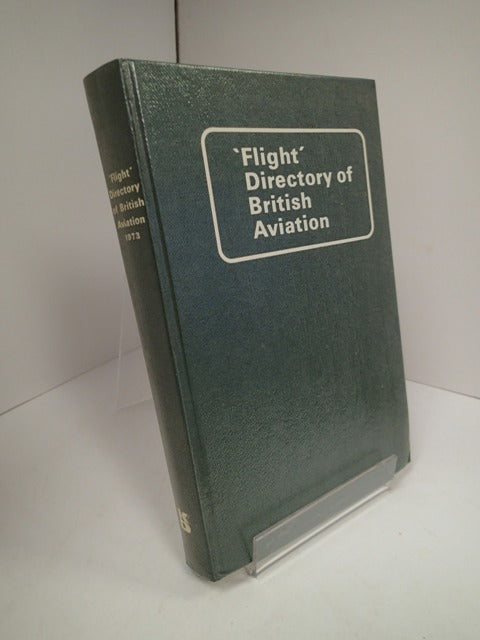 'Flight'
Directory
of British
Aviation
1973
‵Flight′
Directory of
British
Aviation